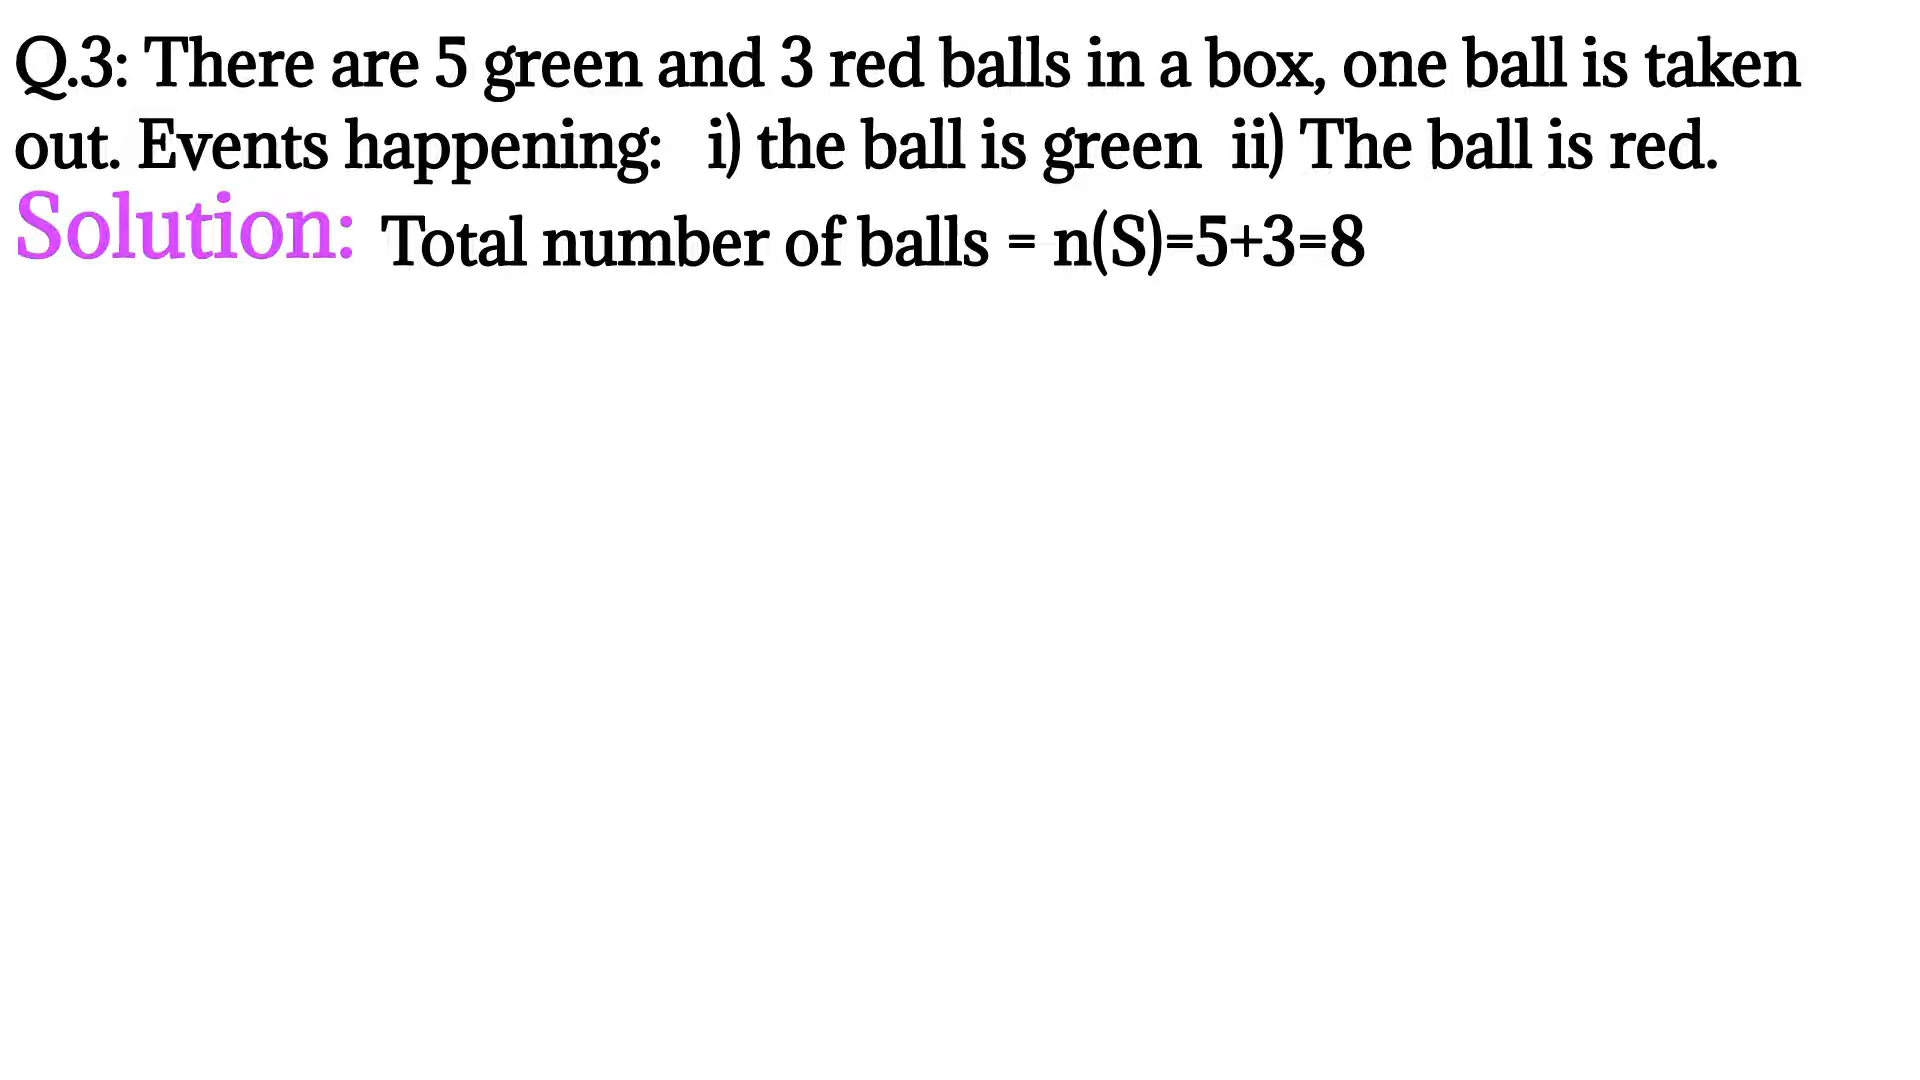 Q.3: There are 5 green and 3 red balls in a box, one ball is taken
out. Events happening: i) the ball is green ii) The ball is red.
Solution: Total number of balls = n(S)=5+3=8